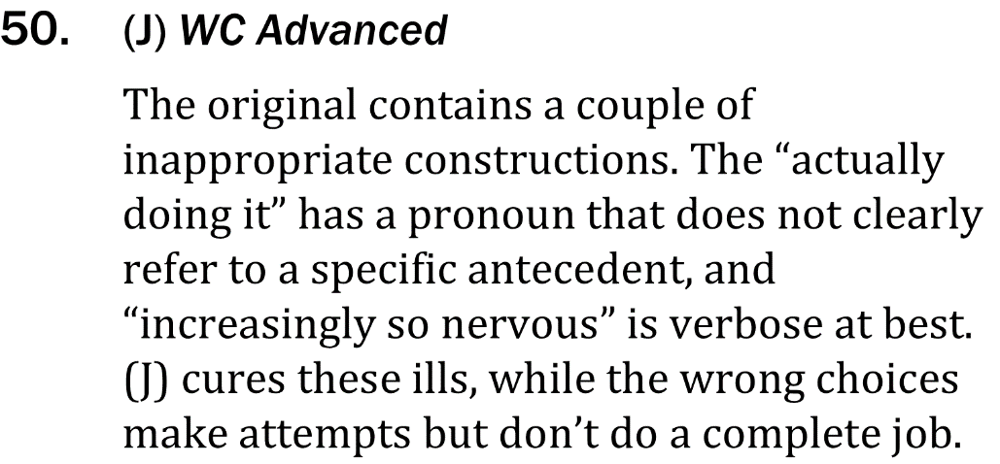 50. (J) WC Advanced
The original contains a couple of
inappropriate constructions. The “actually
doing it” has a pronoun that does not clearly
refer to a specific antecedent, and
“increasingly so nervous” is verbose at best.
(J) cures these ills, while the wrong choices
make attempts but don’t do a complete job.